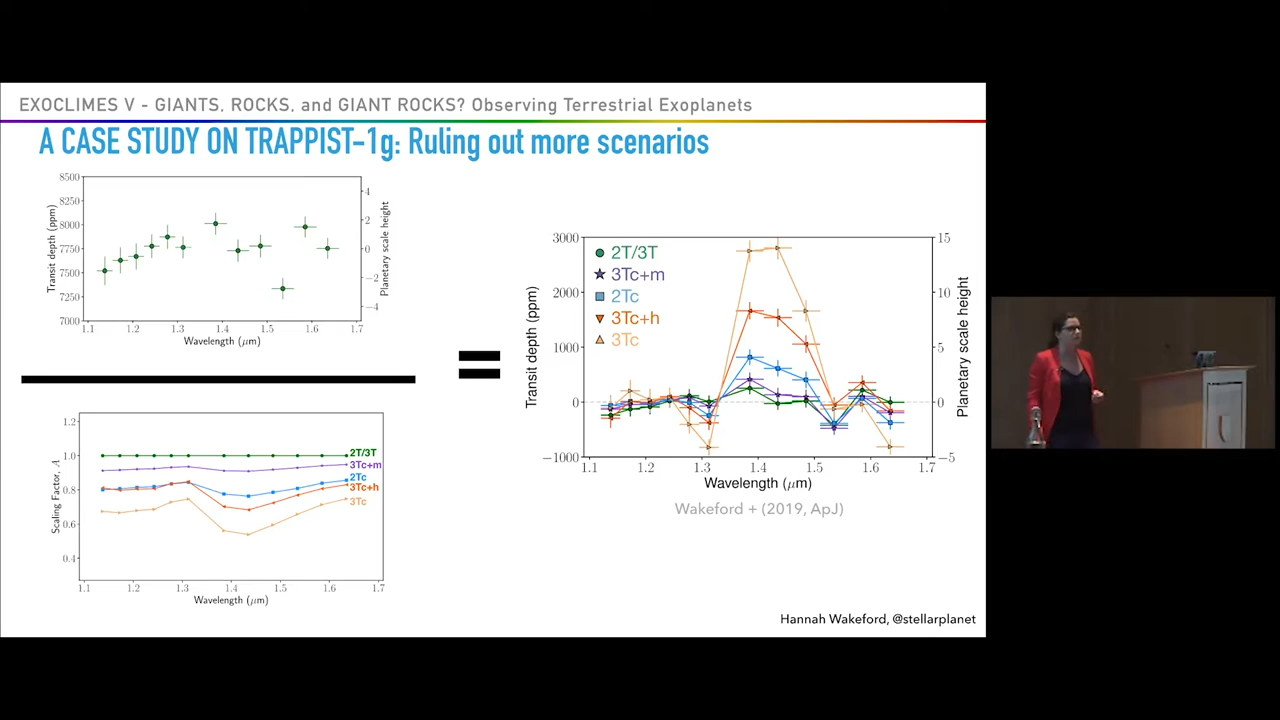 EXOCLIMES V - GIANTS, ROCKS, and GIANT ROCKS? Observing Terrestrial Exoplanets
A CASE STUDY ON TRAPPIST-1g: Ruling out more scenarios
8500
8250
8000
7750
7500
7250
7000
Transit depth (ppm)
4
2
0
−2
−4
Planetary scale height
1.1 1.2 1.3 1.4 1.5 1.6 1.7
Wavelength (μm)
1.2
1.0
0.8
0.6
0.4
Scaling Factor, A
2T/3T
3Tc+m
2Tc
3Tc+h
3Tc
1.1 1.2 1.3 1.4 1.5 1.6 1.7
Wavelength (μm)
=
3000
2000
1000
0
−1000
Transit depth (ppm)
2T/3T
3Tc+m
2Tc
3Tc+h
3Tc
15
10
5
0
−5
Planetary scale height
1.1 1.2 1.3 1.4 1.5 1.6 1.7
Wavelength (μm)
Wakeford + (2019, ApJ)
Hannah Wakeford, @stellarplanet